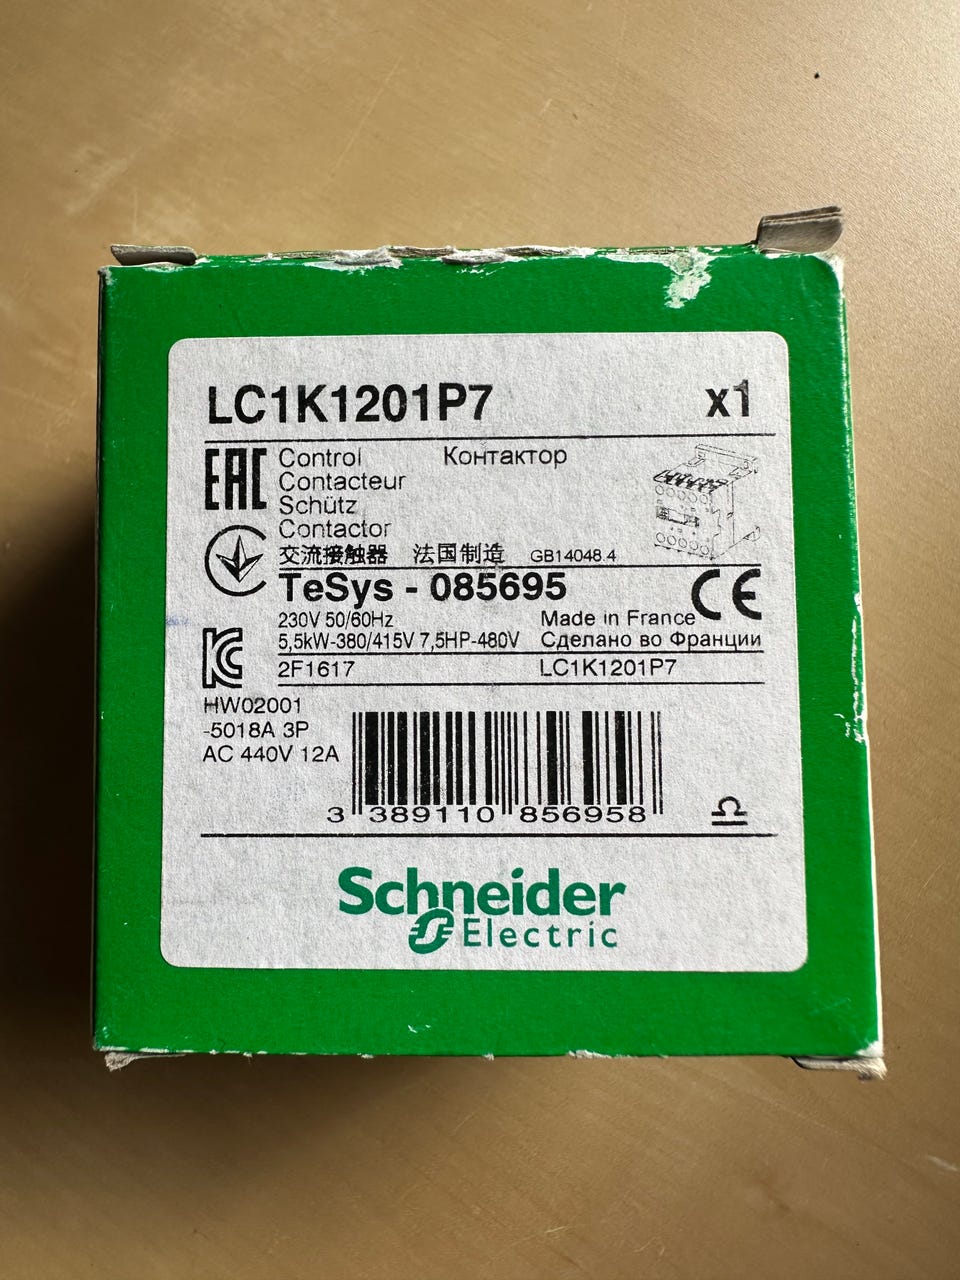 LC1K1201P7 x1
EAC Control Контактор
Contacteur
Schütz
Contactor
交流接触器 法国制造 GB14048.4
TeSys - 085695 CE
230V 50/60Hz Made in France
5,5kW-380/415V 7,5HP-480V Сделано во Франции
2F1617 LC1K1201P7
HW02001
-5018A 3P
AC 440V 12A
3 389110 856958
Schneider
Electric